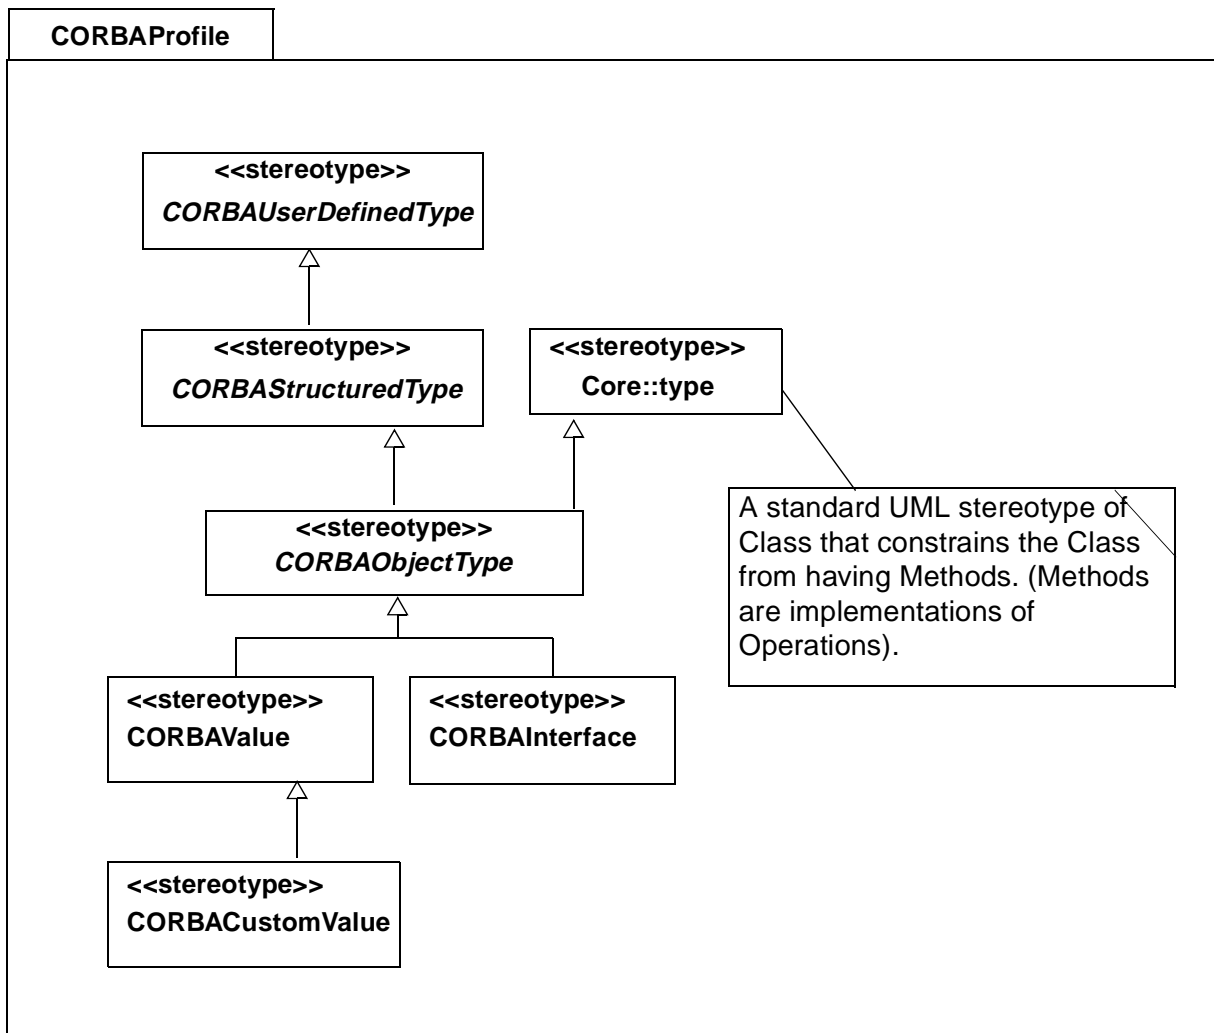 CORBAProfile
<<stereotype>>
CORBAUserDefinedType
<<stereotype>>
CORBAStructuredType
<<stereotype>>
Core::type
<<stereotype>>
CORBAObjectType
A standard UML stereotype of
Class that constrains the Class
from having Methods. (Methods
are implementations of
Operations).
<<stereotype>>
CORBAValue
<<stereotype>>
CORBAInterface
<<stereotype>>
CORBACustomValue